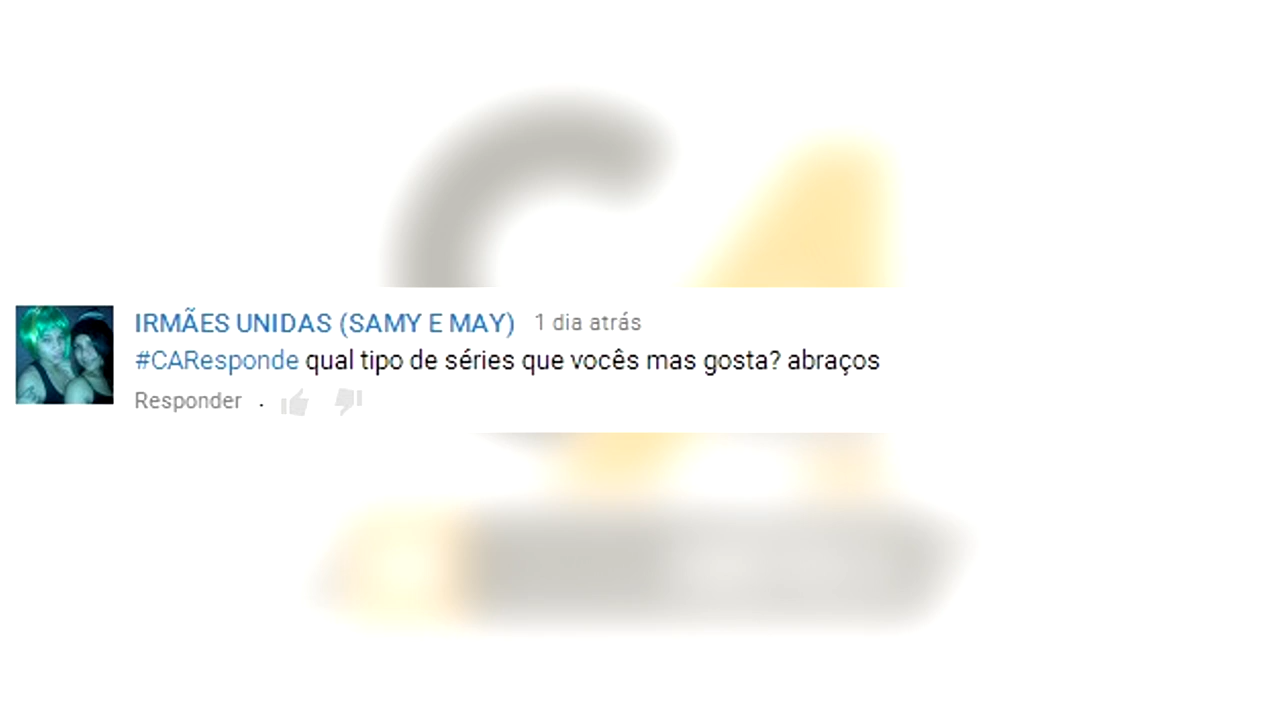 IRMÃES UNIDAS (SAMY E MAY) 1 dia atrás
#CAResponde qual tipo de séries que vocês mas gosta? abraços
Responder .